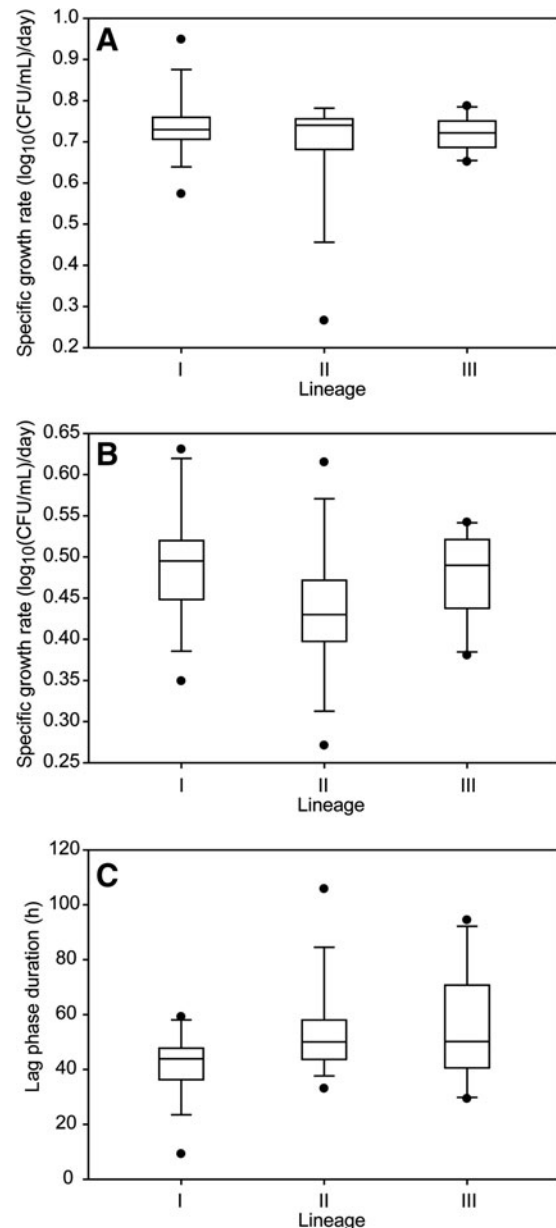 A
Specific growth rate (log10(CFU/mL)/day)
1.0
0.9
0.8
0.7
0.6
0.5
0.4
0.3
0.2
I II III
Lineage
B
Specific growth rate (log10(CFU/mL)/day)
0.65
0.60
0.55
0.50
0.45
0.40
0.35
0.30
0.25
I II III
Lineage
C
Lag phase duration (h)
120
100
80
60
40
20
0
I II III
Lineage